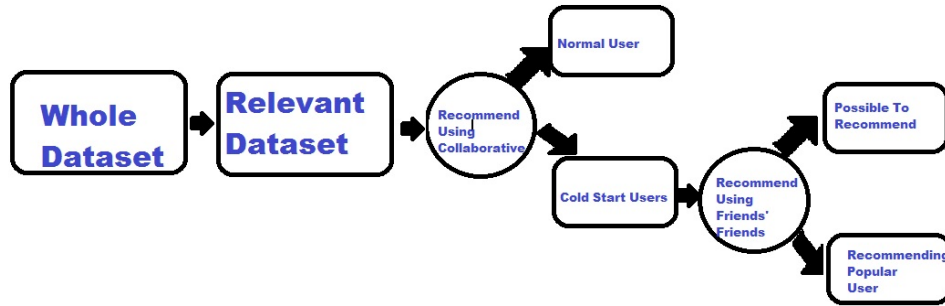 Whole
Dataset
Relevant
Dataset
Recommend
Using
Collaborative
Normal User
Cold Start Users
Recommend
Using
Friends'
Friends
Possible To
Recommend
Recommending
Popular
User